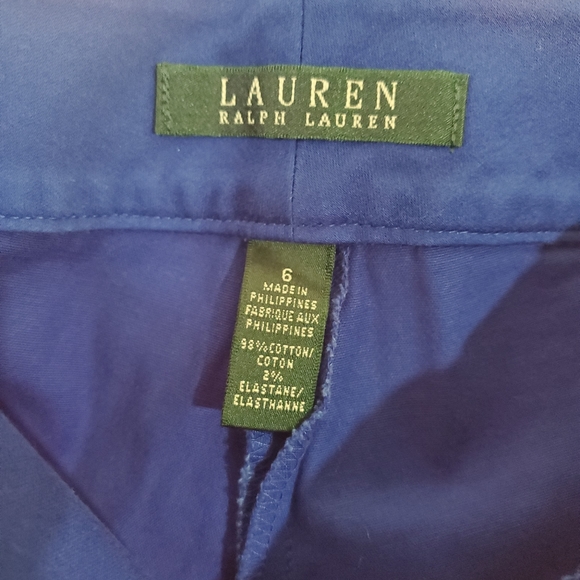 LAUREN
RALPH LAUREN
6
MADE IN
PHILIPPINES
FABRIQUE AUX
PHILIPPINES
98% COTTON/
COTON
2%
ELASTANE/
ELASTHANNE